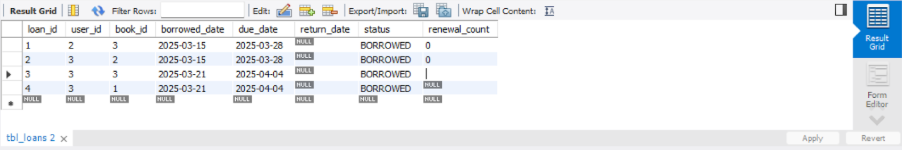 Result Grid Filter Rows: Edit: Export/Import: Wrap Cell Content:
loan_id user_id book_id borrowed_date due_date return_date status renewal_count
1 2 3 2025-03-15 2025-03-28 NULL BORROWED 0
2 3 3 2025-03-15 2025-03-28 NULL BORROWED 0
3 3 3 2025-03-21 2025-04-04 NULL BORROWED
4 3 1 2025-03-21 2025-04-04 NULL BORROWED NULL
NULL NULL NULL NULL NULL NULL NULL NULL
Result
Grid
Form
Editor
tbl_loans 2 Apply Revert